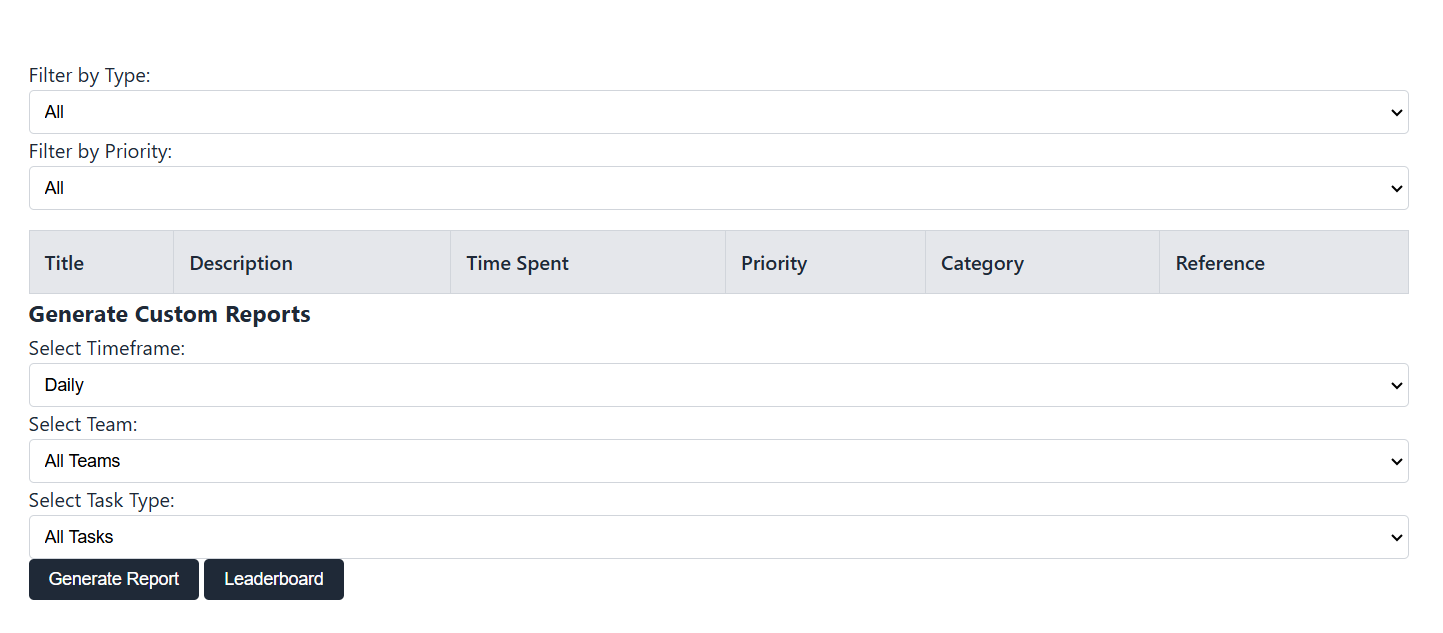 Filter by Type:
All
Filter by Priority:
All
Title Description Time Spent Priority Category Reference
Generate Custom Reports
Select Timeframe:
Daily
Select Team:
All Teams
Select Task Type:
All Tasks
Generate Report Leaderboard